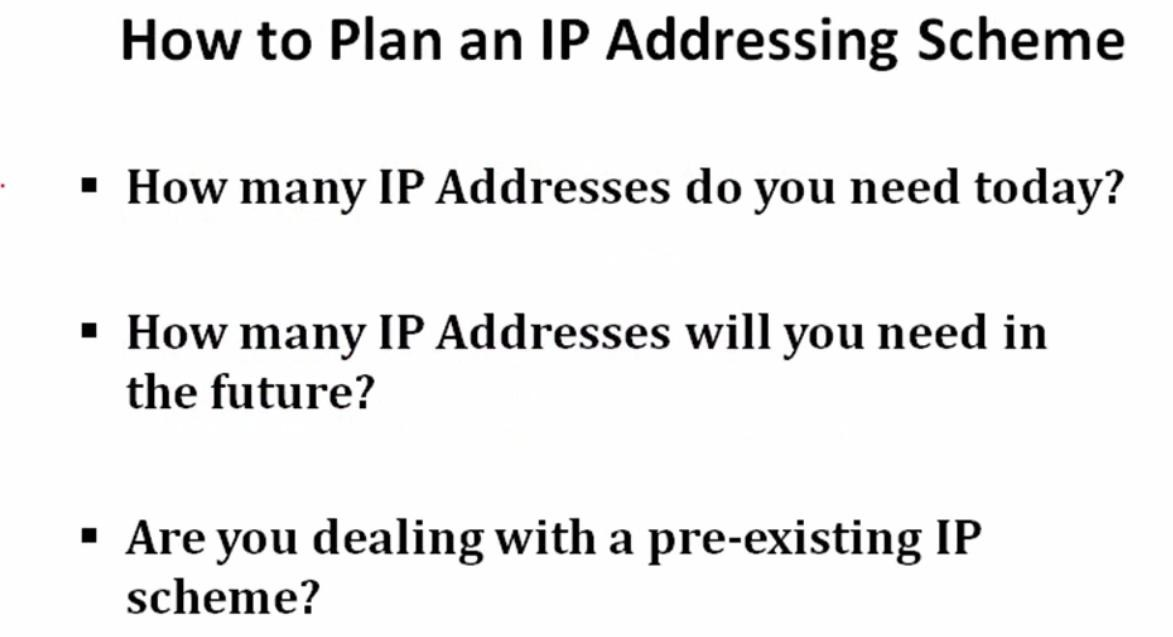 How to Plan an IP Addressing Scheme
▪ How many IP Addresses do you need today?
▪ How many IP Addresses will you need in
the future?
▪ Are you dealing with a pre-existing IP
scheme?